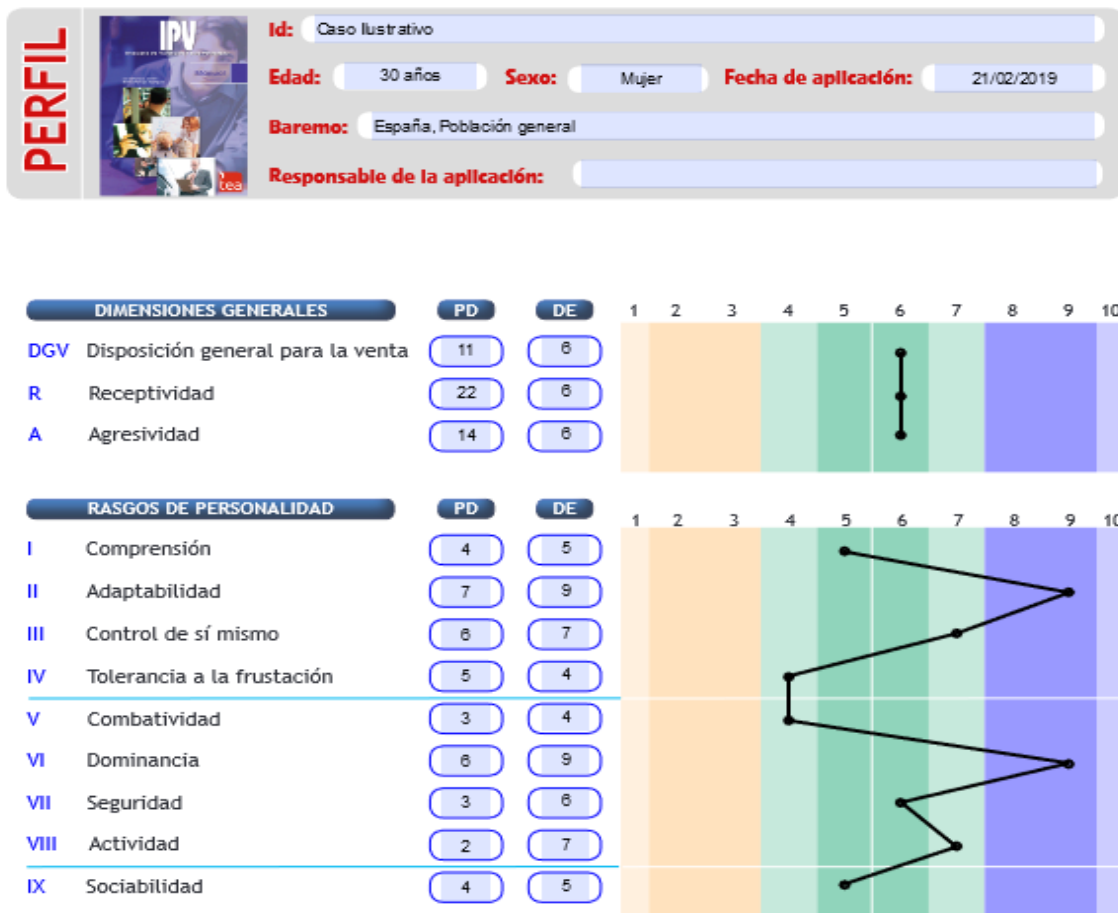 PERFIL
IPV
tea
Id: Caso Ilustrativo
Edad: 30 años Sexo: Mujer Fecha de aplicación: 21/02/2019
Baremo: España, Población general
Responsable de la aplicación:
DIMENSIONES GENERALES PD DE 1 2 3 4 5 6 7 8 9 10
DGV Disposición general para la venta 11 6
R Receptividad 22 6
A Agresividad 14 6
RASGOS DE PERSONALIDAD PD DE 1 2 3 4 5 6 7 8 9 10
I Comprensión 4 5
II Adaptabilidad 7 9
III Control de sí mismo 6 7
IV Tolerancia a la frustación 5 4
V Combatividad 3 4
VI Dominancia 6 9
VII Seguridad 3 6
VIII Actividad 2 7
IX Sociabilidad 4 5